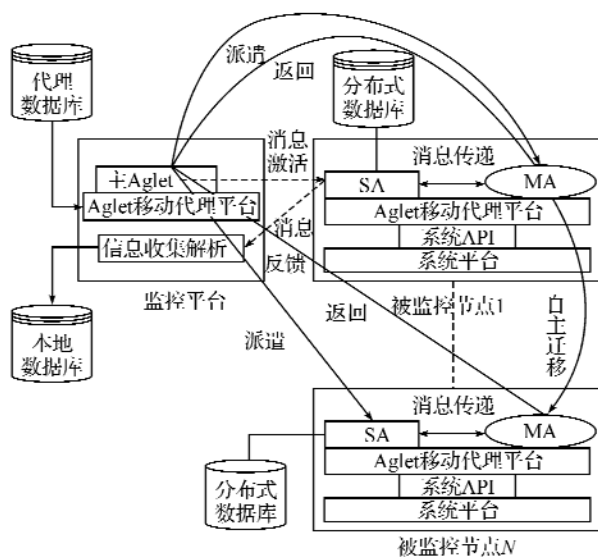 派遣
返回
代理
数据库
分布式
数据库
消息
激活
消息传递
主Aglet
SA
MA
Aglet移动代理平台
Aglet移动代理平台
消息
系统API
信息收集解析
反馈
系统平台
监控平台
返回
被监控节点1
自主迁移
本地
数据库
派遣
消息传递
SA
MA
Aglet移动代理平台
分布式
数据库
系统API
系统平台
被监控节点N